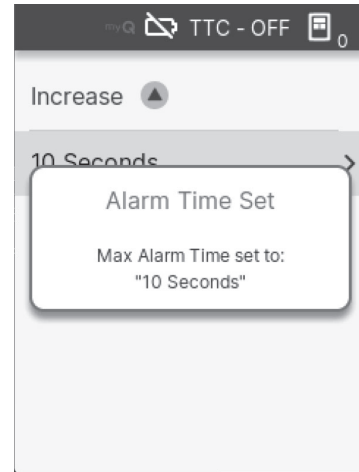 myQ TTC - OFF 0
Increase
10 Seconds
Alarm Time Set
Max Alarm Time set to:
"10 Seconds"